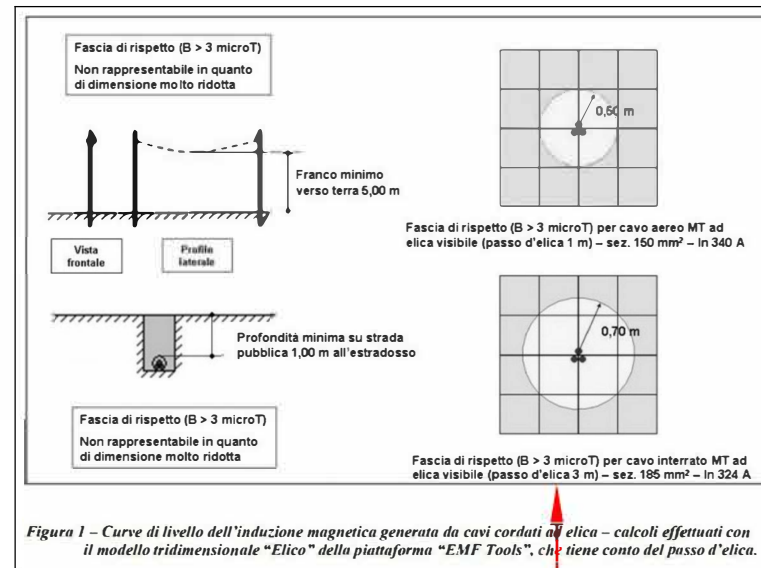 Fascia di rispetto (B > 3 microT)
Non rappresentabile in quanto
di dimensione molto ridotta
Franco minimo
verso terra 5,00 m
Vista
frontale
Profilo
laterale
Profondità minima su strada
pubblica 1,00 m all'estradosso
Fascia di rispetto (B > 3 microT)
Non rappresentabile in quanto
di dimensione molto ridotta
0,50 m
Fascia di rispetto (B > 3 microT) per cavo aereo MT ad
elica visibile (passo d'elica 1 m) – sez. 150 mm² – In 340 A
0,70 m
Fascia di rispetto (B > 3 microT) per cavo interrato MT ad
elica visibile (passo d'elica 3 m) – sez. 185 mm² – In 324 A
Figura 1 – Curve di livello dell'induzione magnetica generata da cavi cordati ad elica – calcoli effettuati con
il modello tridimensionale "Elico" della piattaforma "EMF Tools", che tiene conto del passo d'elica.